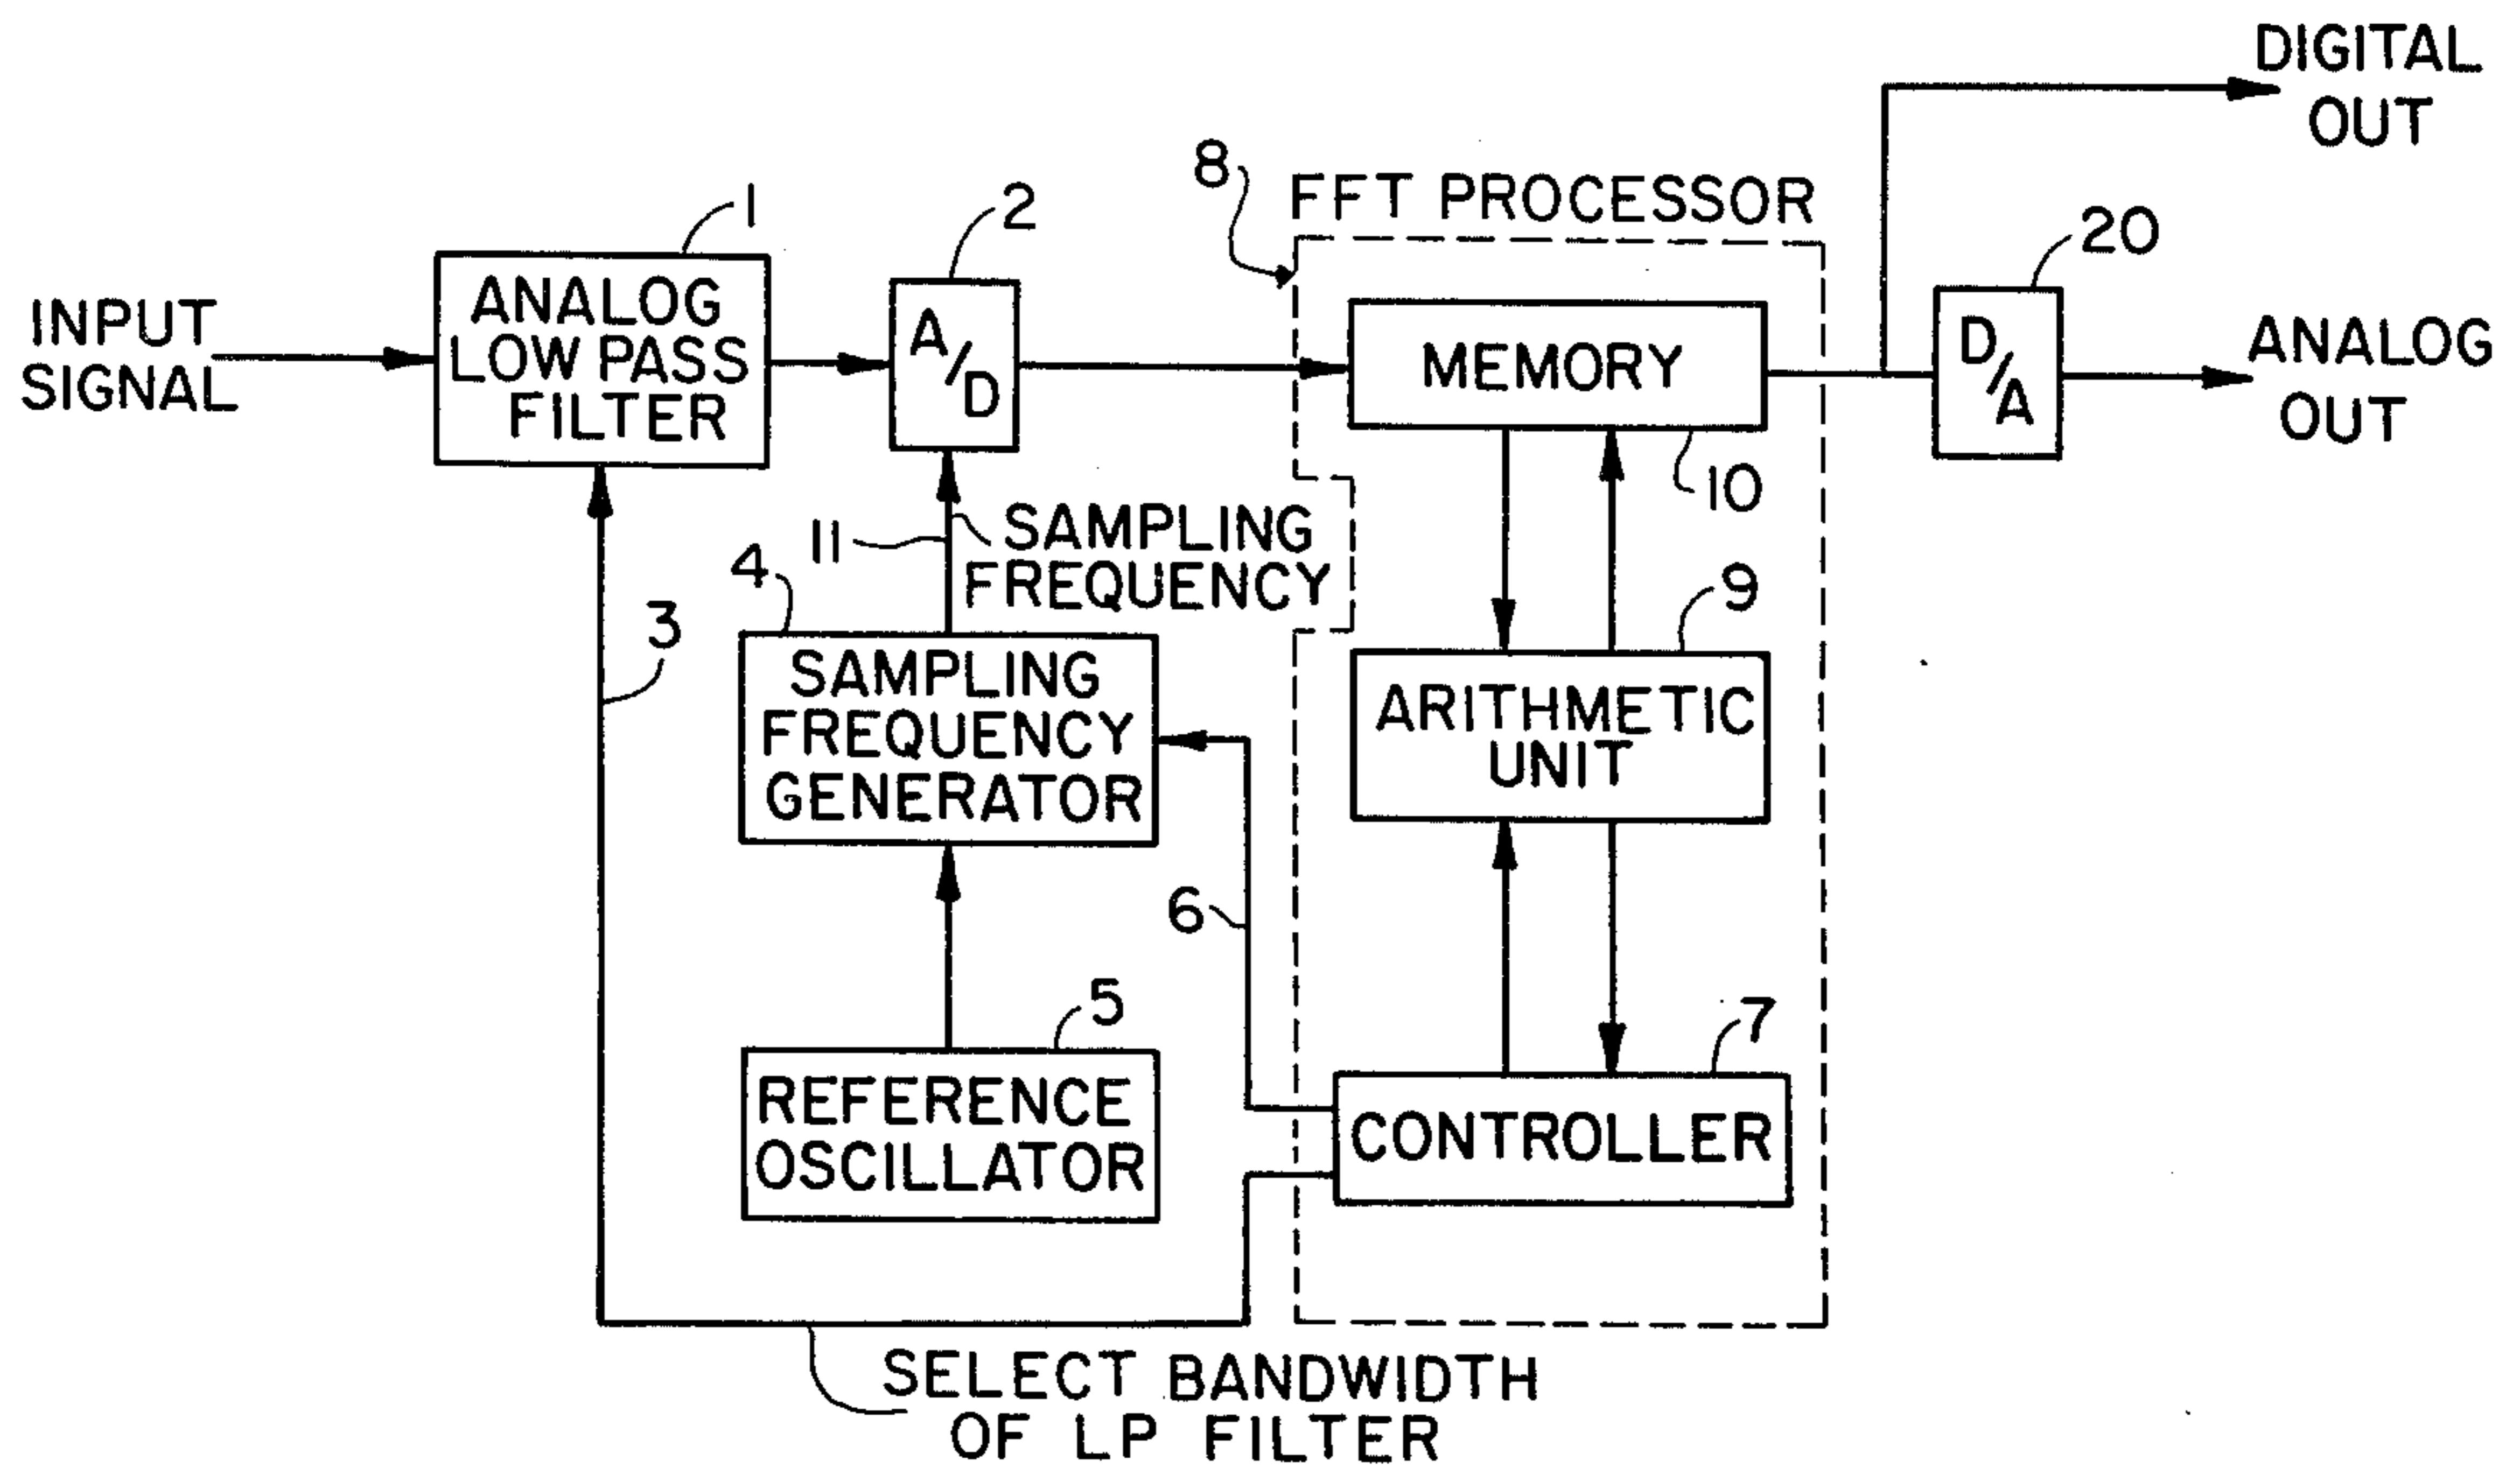 DIGITAL
OUT
8
FFT PROCESSOR
1
2
20
INPUT
SIGNAL
ANALOG
LOW PASS
FILTER
A/D
MEMORY
D/A
ANALOG
OUT
10
11
SAMPLING
FREQUENCY
4
9
3
SAMPLING
FREQUENCY
GENERATOR
ARITHMETIC
UNIT
6
5
7
REFERENCE
OSCILLATOR
CONTROLLER
SELECT BANDWIDTH
OF LP FILTER